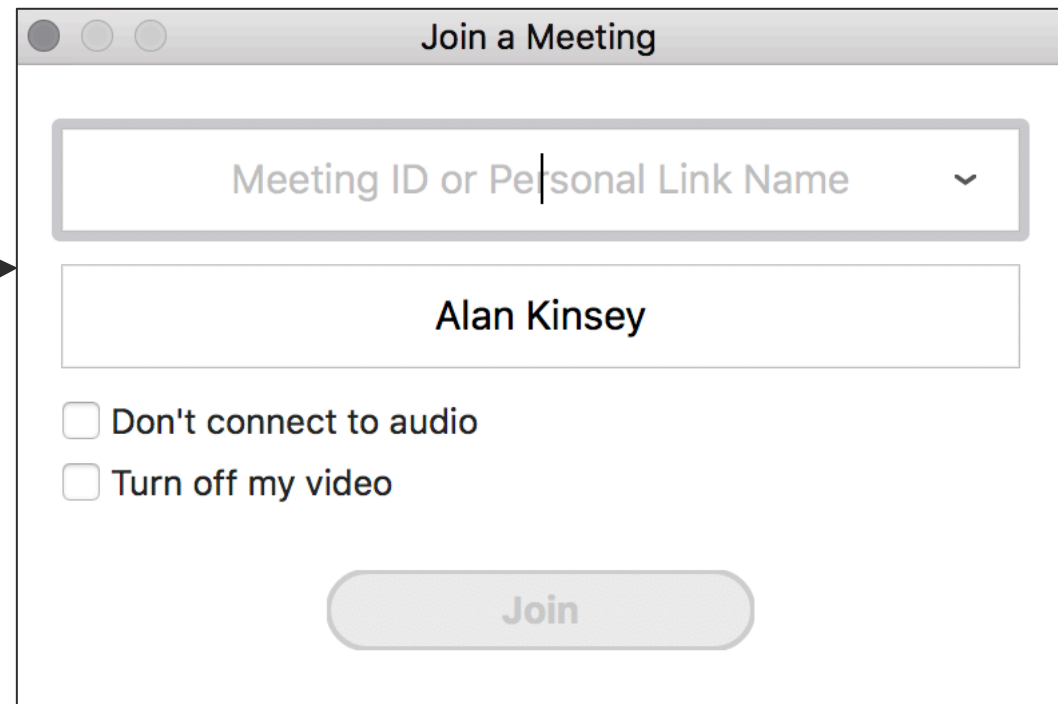 Join a Meeting
Meeting ID or Personal Link Name
Alan Kinsey
Don't connect to audio
Turn off my video
Join